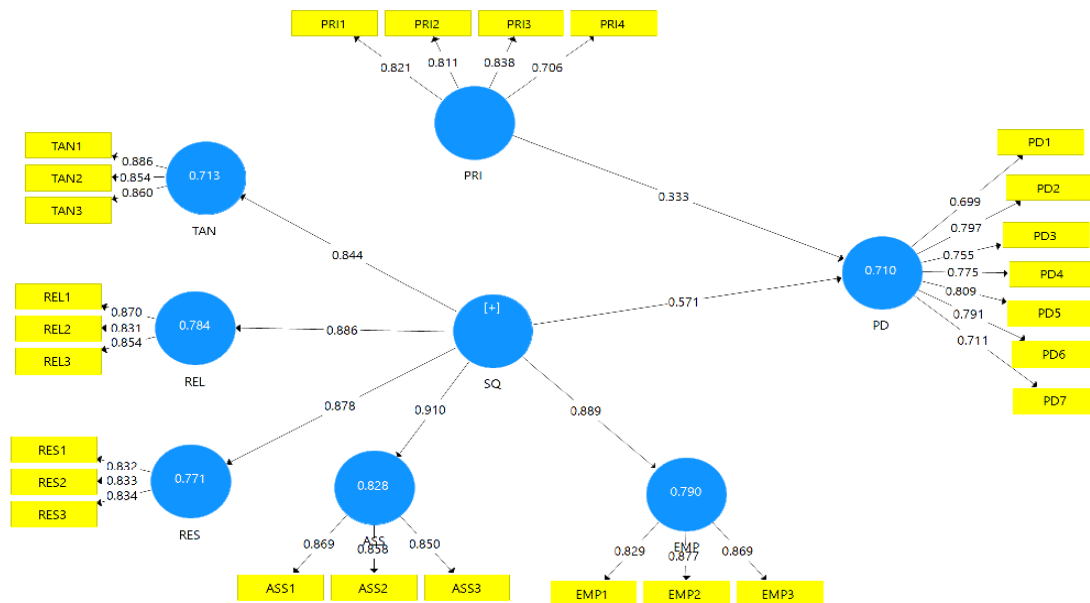 PRI1 PRI2 PRI3 PRI4
0.821 0.811 0.838 0.706
PRI
TAN1
TAN2
TAN3
0.886
0.854
0.860
0.713
TAN
0.844
0.333
PD1
PD2
PD3
PD4
PD5
PD6
PD7
0.699
0.797
0.755
0.775
0.809
0.791
0.711
0.710
PD
0.571
REL1
REL2
REL3
0.870
0.831
0.854
0.784
REL
0.886
[+]
SQ
0.878
0.910
0.889
RES1
RES2
RES3
0.832
0.833
0.834
0.771
RES
0.828
ASS
0.869 0.858 0.850
ASS1 ASS2 ASS3
0.790
EMP
0.829 0.877 0.869
EMP1 EMP2 EMP3